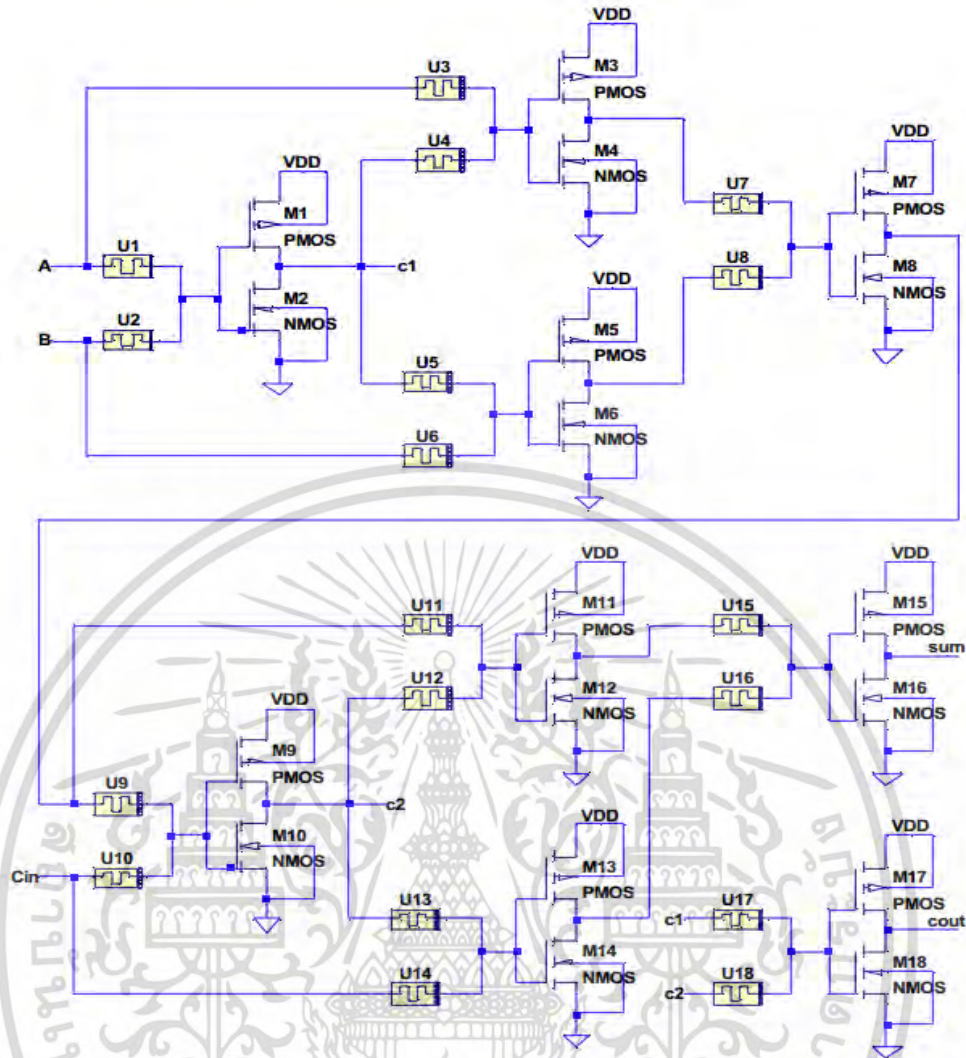 VDD
U3
M3
PMOS
U4
M4
NMOS
VDD
VDD
M7
PMOS
U7
M1
PMOS
U1
A
c1
U8
M8
NMOS
M2
NMOS
U2
B
VDD
M5
PMOS
U5
M6
NMOS
U6
VDD
M11
PMOS
U11
U15
VDD
M15
PMOS
sum
U12
M12
NMOS
U16
M16
NMOS
VDD
M9
PMOS
U9
c2
M10
NMOS
U10
Cin
VDD
M13
PMOS
U13
c1
U17
VDD
M17
PMOS
cout
M14
NMOS
U14
c2
U18
M18
NMOS